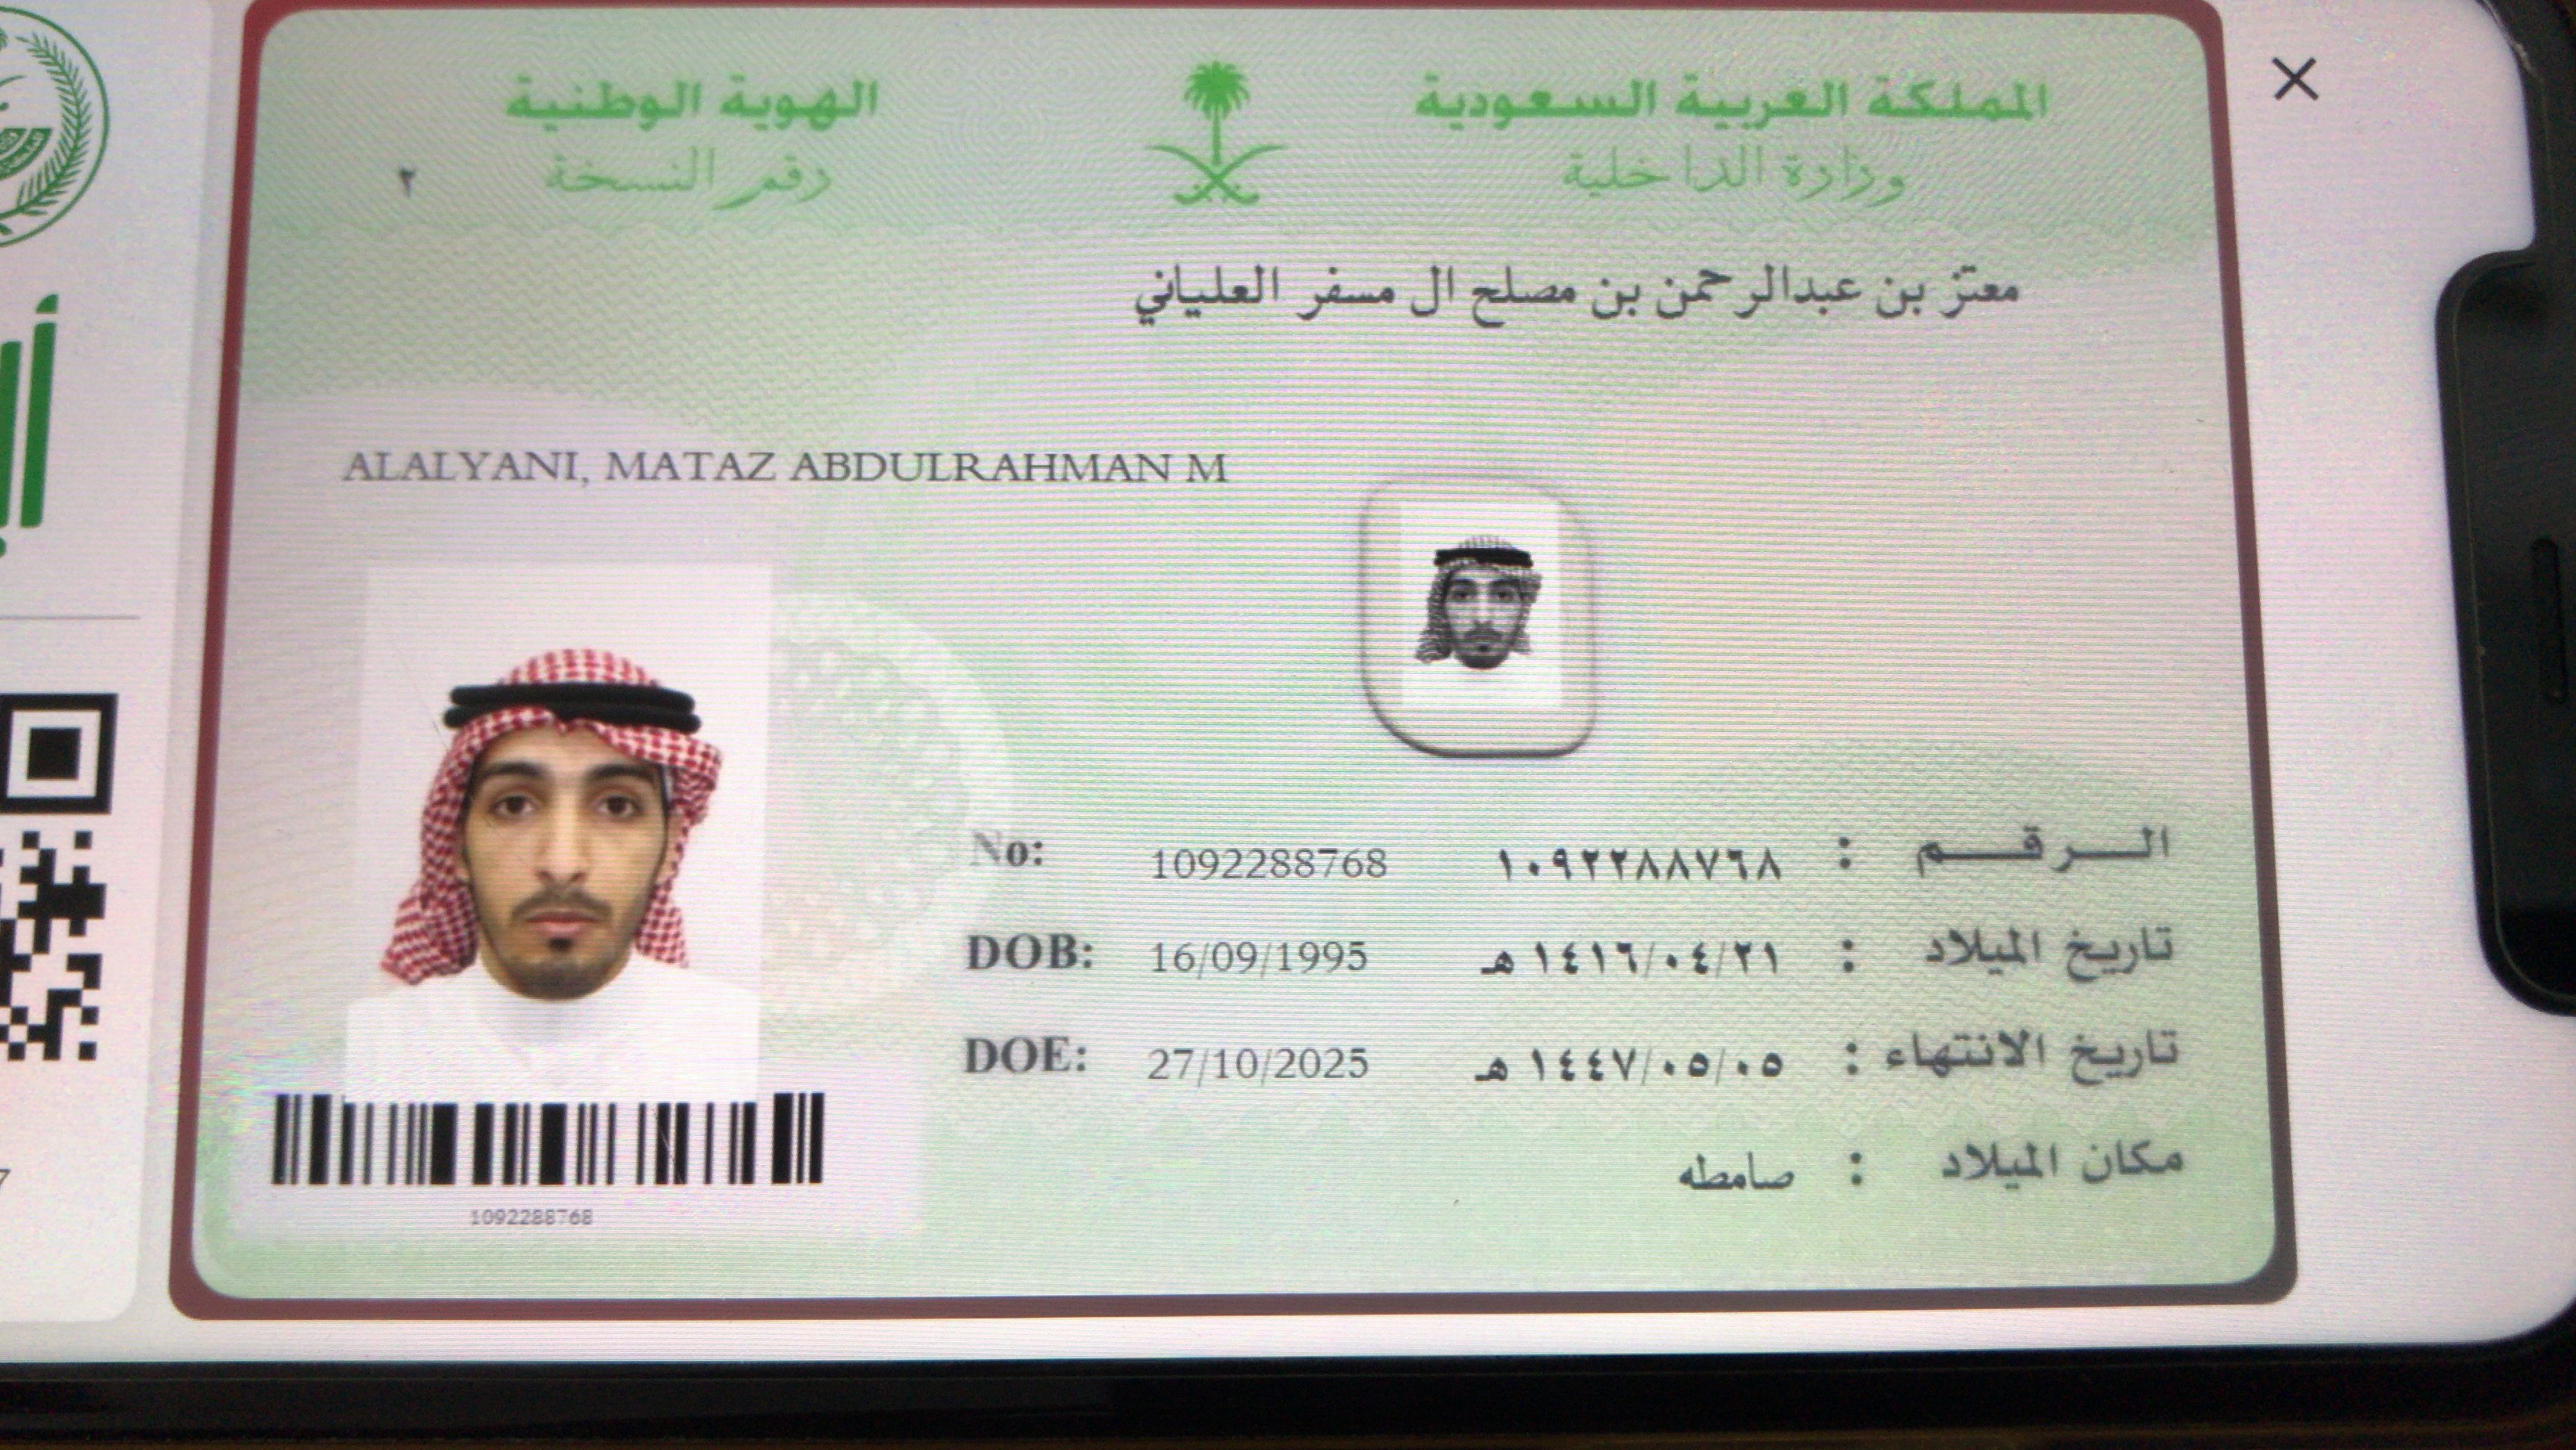 المملكة العربية السعودية
الهوية الوطنية
وزارة الداخلية
رقم النسخة ٢
معتز بن عبدالرحمن بن مصلح ال مسفر العلياني
ALALYANI, MATAZ ABDULRAHMAN M
الرقم : ١٠٩٢٢٨٨٧٦٨ 1092288768 No:
تاريخ الميلاد : ١٤١٦/٠٤/٢١ هـ 16/09/1995 DOB:
تاريخ الانتهاء : ١٤٤٧/٠٥/٠٥ هـ 27/10/2025 DOE:
مكان الميلاد : صامطه
1092288768